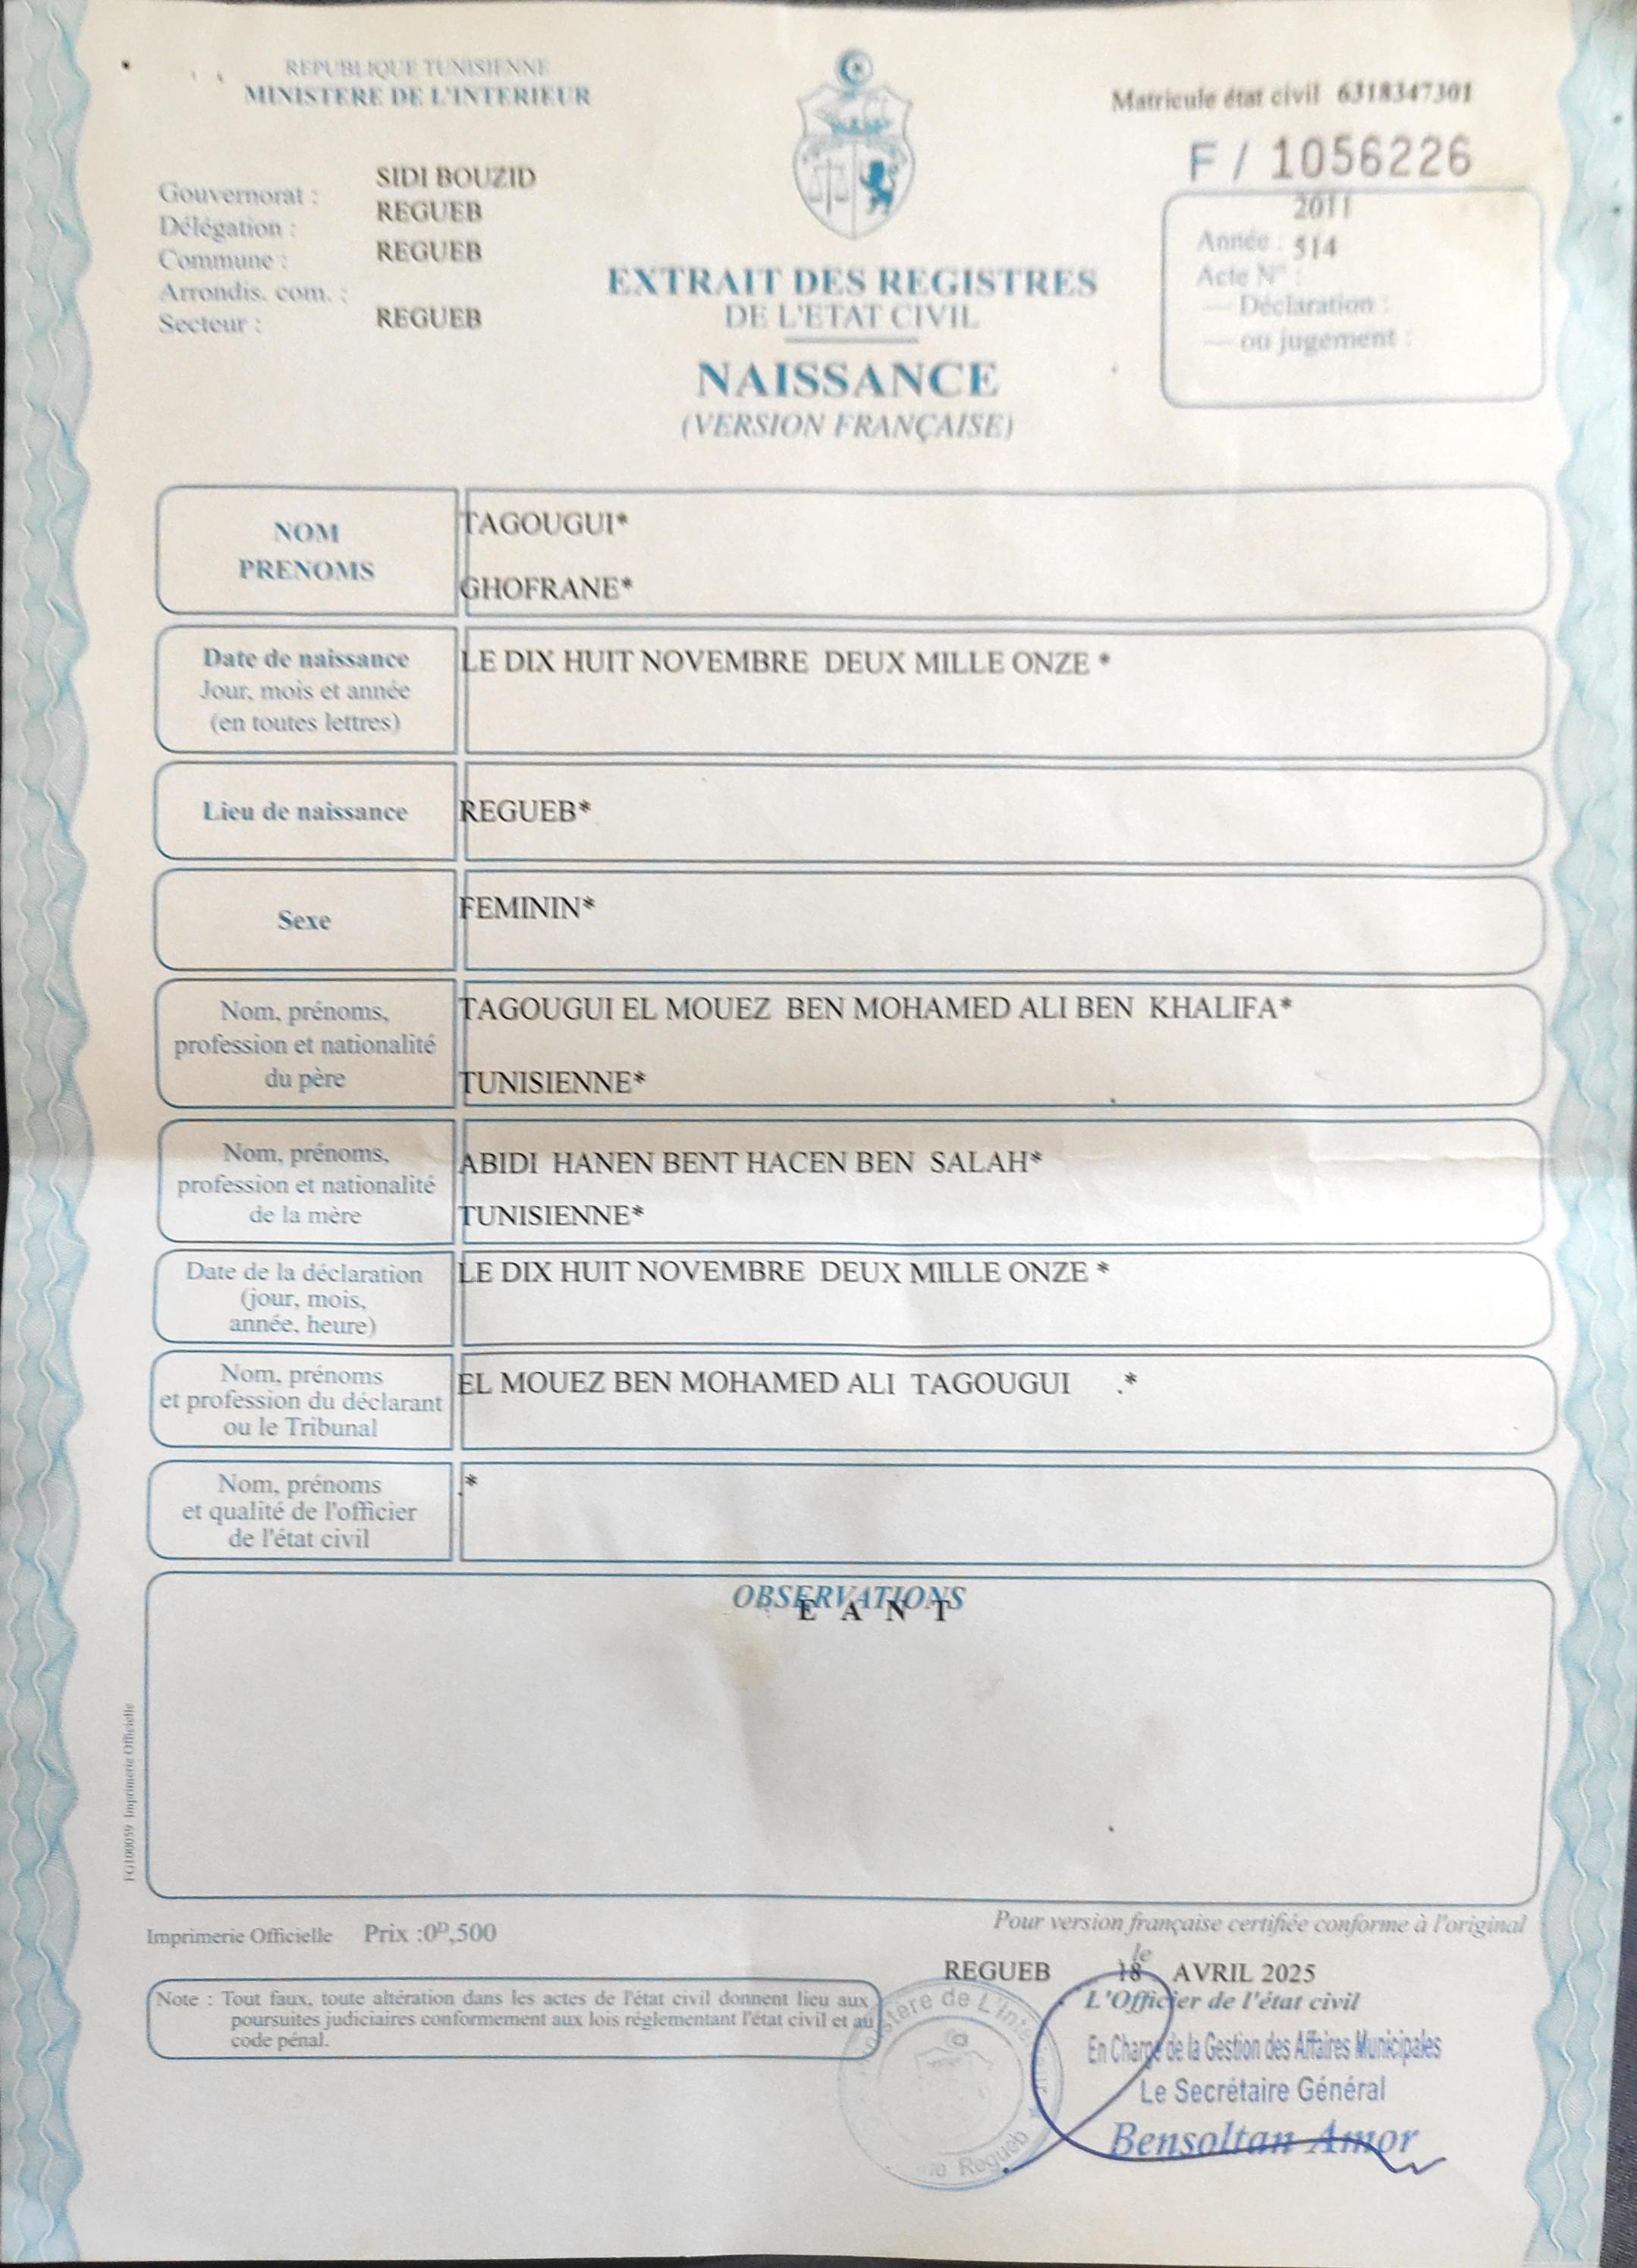 REPUBLIQUE TUNISIENNE
MINISTERE DE L'INTERIEUR
Matricule état civil 6318347301
F / 1056226
Gouvernorat : SIDI BOUZID
Délégation : REGUEB
Commune : REGUEB
Arrondis. com. :
Secteur : REGUEB
2011
Année : 514
Acte N° :
— Déclaration :
— ou jugement :
EXTRAIT DES REGISTRES
DE L'ETAT CIVIL
NAISSANCE
(VERSION FRANÇAISE)
NOM
PRENOMS
TAGOUGUI*
GHOFRANE*
Date de naissance
Jour, mois et année
(en toutes lettres)
LE DIX HUIT NOVEMBRE DEUX MILLE ONZE *
Lieu de naissance
REGUEB*
Sexe
FEMININ*
Nom, prénoms,
profession et nationalité
du père
TAGOUGUI EL MOUEZ BEN MOHAMED ALI BEN KHALIFA*
TUNISIENNE*
Nom, prénoms,
profession et nationalité
de la mère
ABIDI HANEN BENT HACEN BEN SALAH*
TUNISIENNE*
Date de la déclaration
(jour, mois,
année, heure)
LE DIX HUIT NOVEMBRE DEUX MILLE ONZE *
Nom, prénoms
et profession du déclarant
ou le Tribunal
EL MOUEZ BEN MOHAMED ALI TAGOUGUI .*
Nom, prénoms
et qualité de l'officier
de l'état civil
.*
OBSERVATIONS
E A N T
FG100059 Imprimerie Officielle
Imprimerie Officielle Prix :0D,500
Pour version française certifiée conforme à l'original
le
REGUEB 18 AVRIL 2025
L'Officier de l'état civil
Note : Tout faux, toute altération dans les actes de l'état civil donnent lieu aux
poursuites judiciaires conformement aux lois réglementant l'état civil et au
code pénal.
En Charge de la Gestion des Affaires Municipales
Le Secrétaire Général
Bensoltan Amor
de L'Inte
Regueb